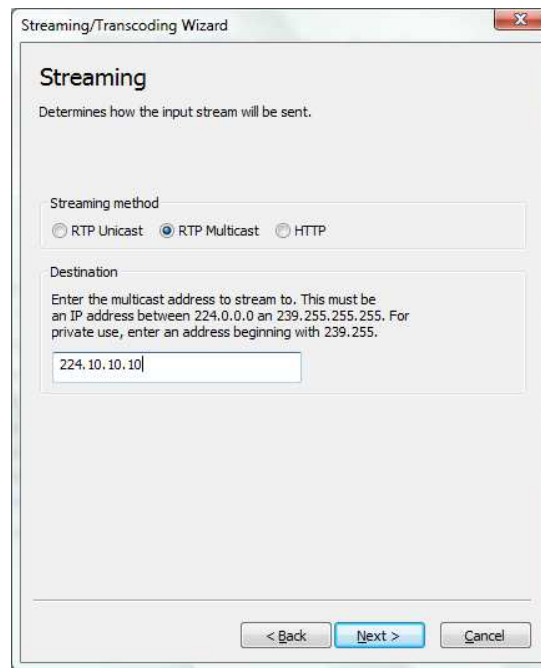 Streaming/Transcoding Wizard
Streaming
Determines how the input stream will be sent.
Streaming method
RTP Unicast RTP Multicast HTTP
Destination
Enter the multicast address to stream to. This must be
an IP address between 224.0.0.0 an 239.255.255.255. For
private use, enter an address beginning with 239.255.
224.10.10.10
< Back Next > Cancel